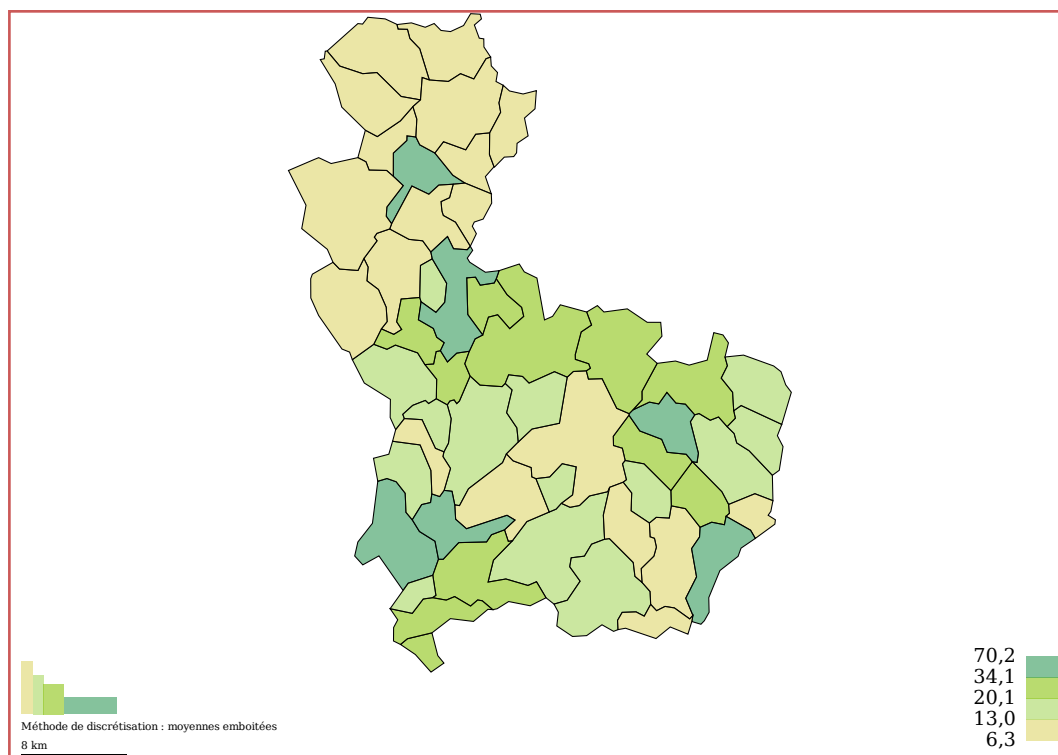 70,2
34,1
20,1
13,0
6,3
Méthode de discrétisation : moyennes emboitées
8 km